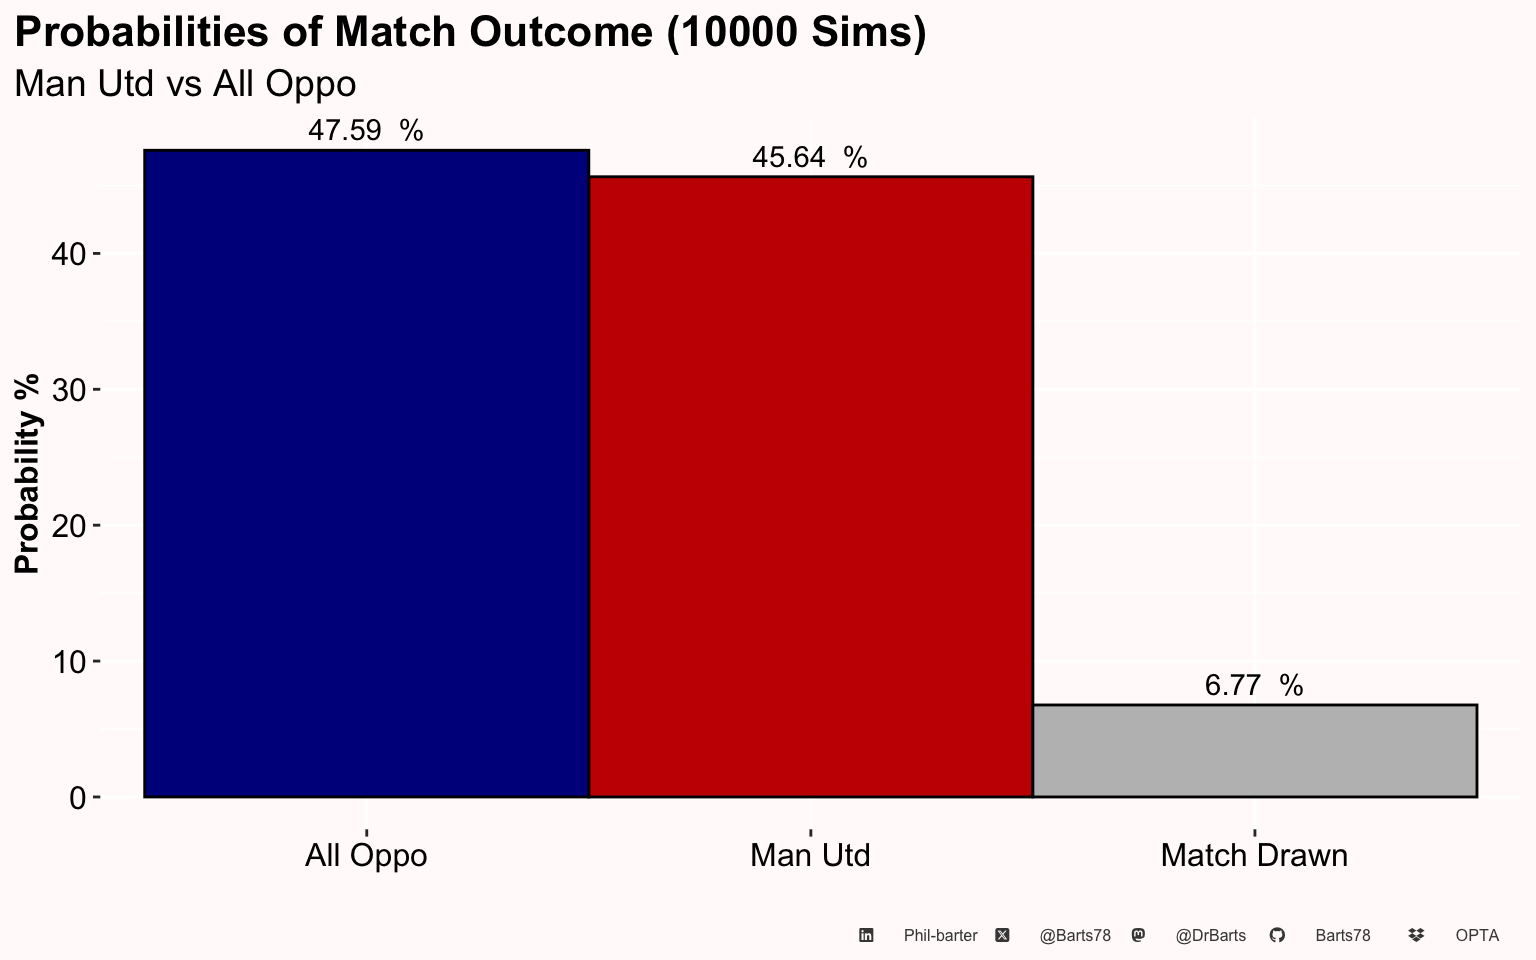 Probabilities of Match Outcome (10000 Sims)
Man Utd vs All Oppo
47.59 %
45.64 %
6.77 %
Probability %
40
30
20
10
0
All Oppo Man Utd Match Drawn
Phil-barter @Barts78 @DrBarts Barts78 OPTA